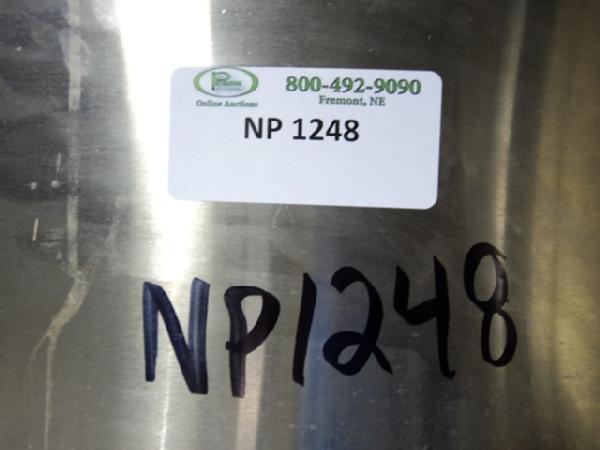 800-492-9090
Online Auctions
Fremont, NE
NP 1248
NP1248